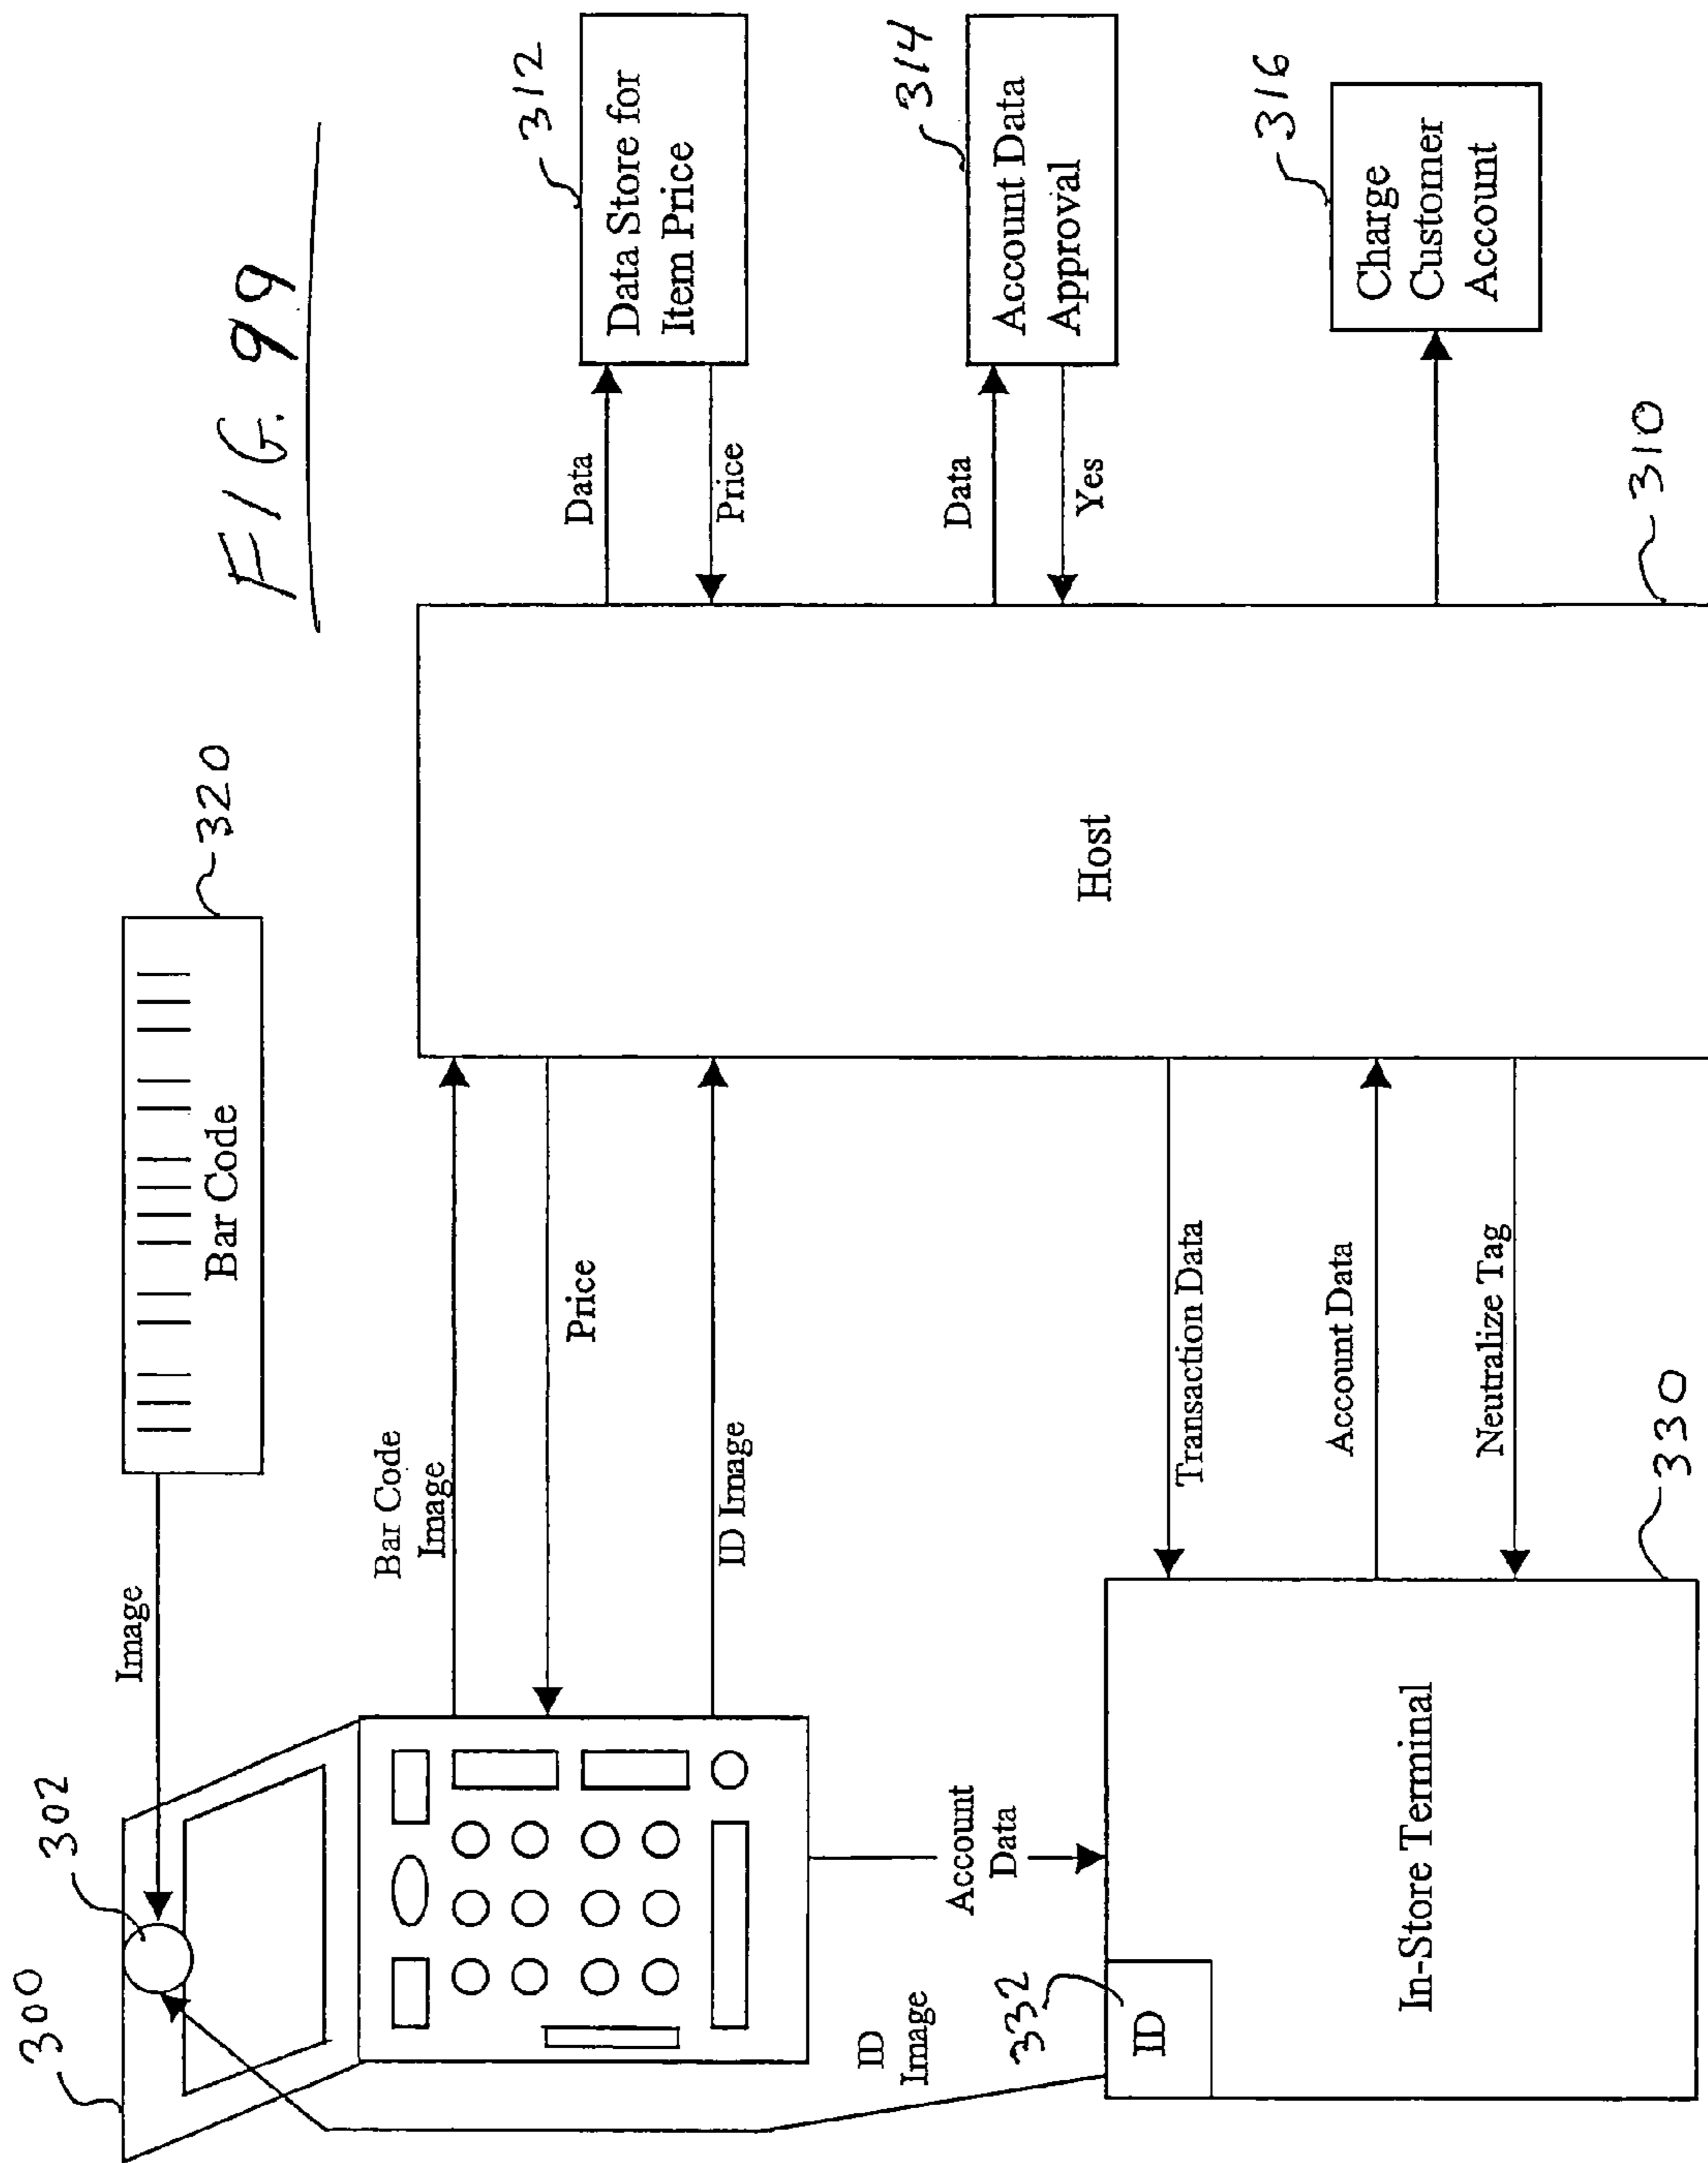 FIG. 99
300
302
Image
Bar Code
320
Bar Code
Image
Price
ID Image
Account
Data
ID
Image
332
ID
In-Store Terminal
330
Transaction Data
Account Data
Neutralize Tag
Host
310
Data
Price
Data Store for
Item Price
312
Data
Yes
Account Data
Approval
314
Charge
Customer
Account
316